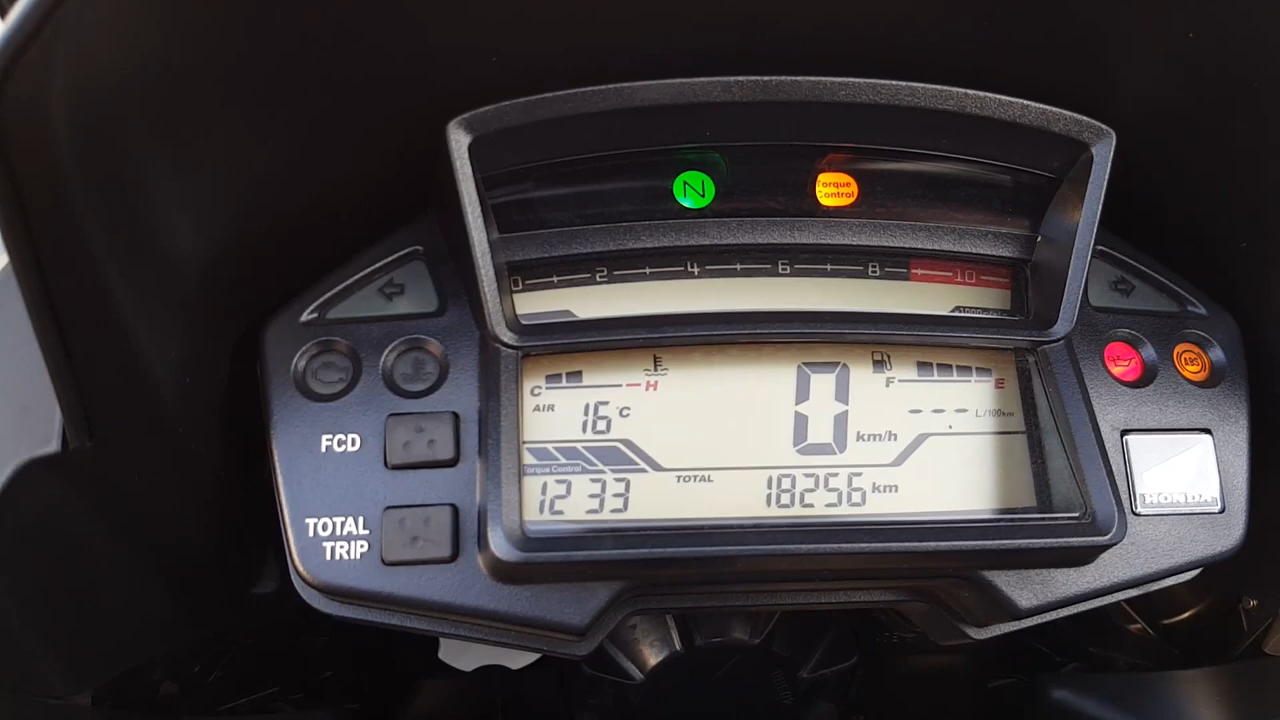 N
Torque
Control
0 2 4 6 8 10
C H
AIR 16 °C
0 km/h
F E
--- L/100km
FCD
Torque Control
12 33
TOTAL 18256 km
TOTAL
TRIP
ABS
HONDA